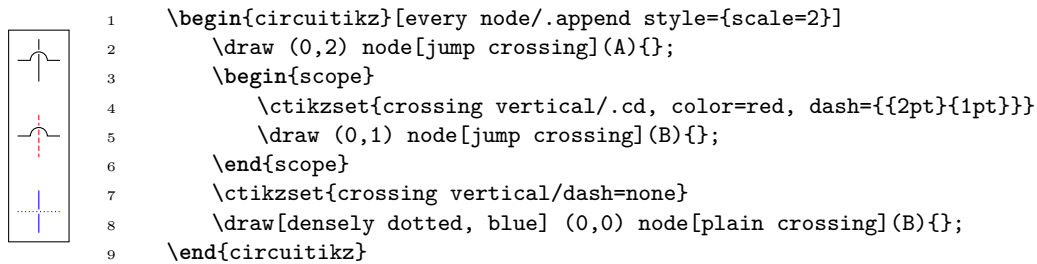 1 \begin{circuitikz}[every node/.append style={scale=2}]
2 \draw (0,2) node[jump crossing](A){};
3 \begin{scope}
4 \ctikzset{crossing vertical/.cd, color=red, dash={{2pt}{1pt}}}
5 \draw (0,1) node[jump crossing](B){};
6 \end{scope}
7 \ctikzset{crossing vertical/dash=none}
8 \draw[densely dotted, blue] (0,0) node[plain crossing](B){};
9 \end{circuitikz}